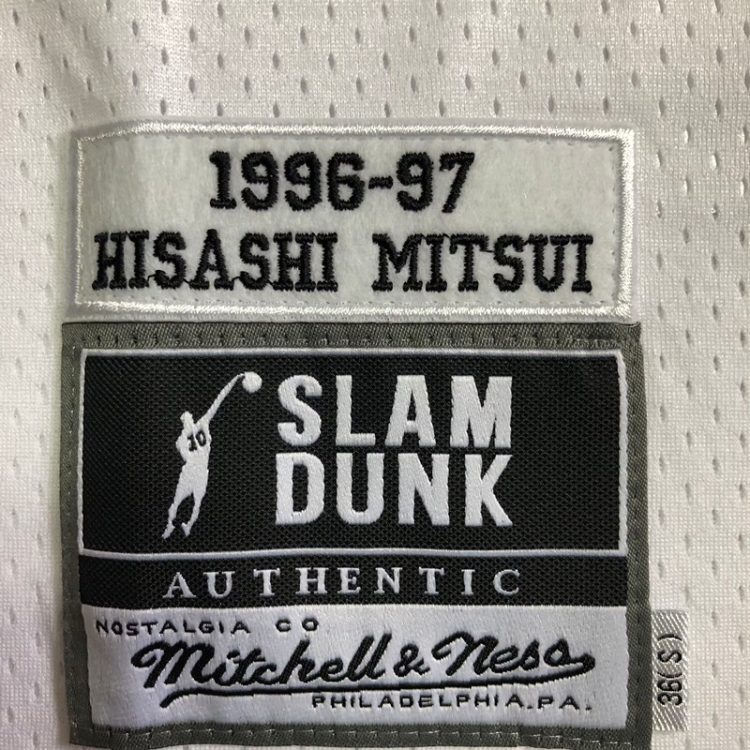 1996-97
HISASHI MITSUI
10
SLAM
DUNK
AUTHENTIC
NOSTALGIA CO
Mitchell & Ness
PHILADELPHIA.PA.
36(S)